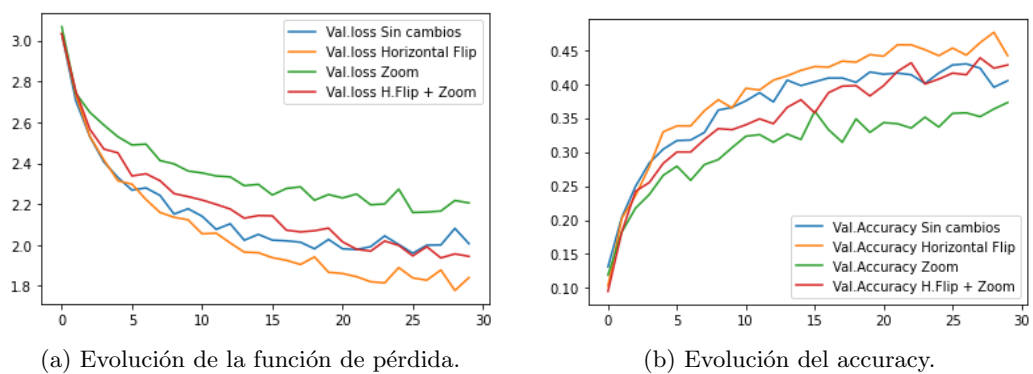 3.0
2.8
2.6
2.4
2.2
2.0
1.8
0
5
10
15
20
25
30
Val.loss Sin cambios
Val.loss Horizontal Flip
Val.loss Zoom
Val.loss H.Flip + Zoom
(a) Evolución de la función de pérdida.
0.45
0.40
0.35
0.30
0.25
0.20
0.15
0.10
0
5
10
15
20
25
30
Val.Accuracy Sin cambios
Val.Accuracy Horizontal Flip
Val.Accuracy Zoom
Val.Accuracy H.Flip + Zoom
(b) Evolución del accuracy.